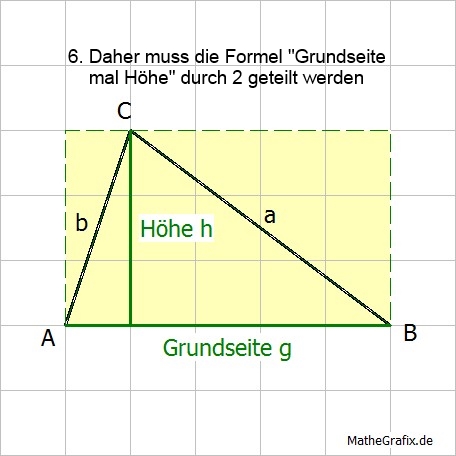 6. Daher muss die Formel "Grundseite
mal Höhe" durch 2 geteilt werden
C
b
Höhe h
a
A
B
Grundseite g
MatheGrafix.de